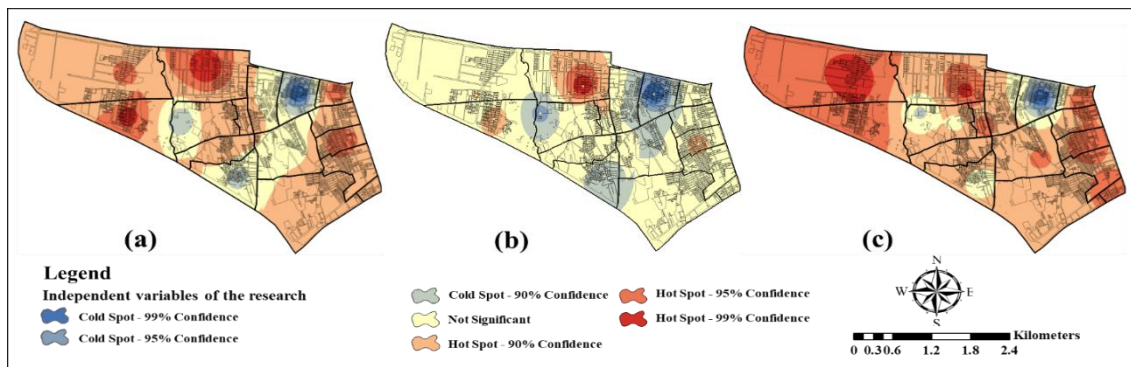 (a)
(b)
(c)
Legend
Independent variables of the research
Cold Spot - 99% Confidence
Cold Spot - 95% Confidence
Cold Spot - 90% Confidence
Not Significant
Hot Spot - 90% Confidence
Hot Spot - 95% Confidence
Hot Spot - 99% Confidence
N
W E
S
Kilometers
0 0.3 0.6 1.2 1.8 2.4